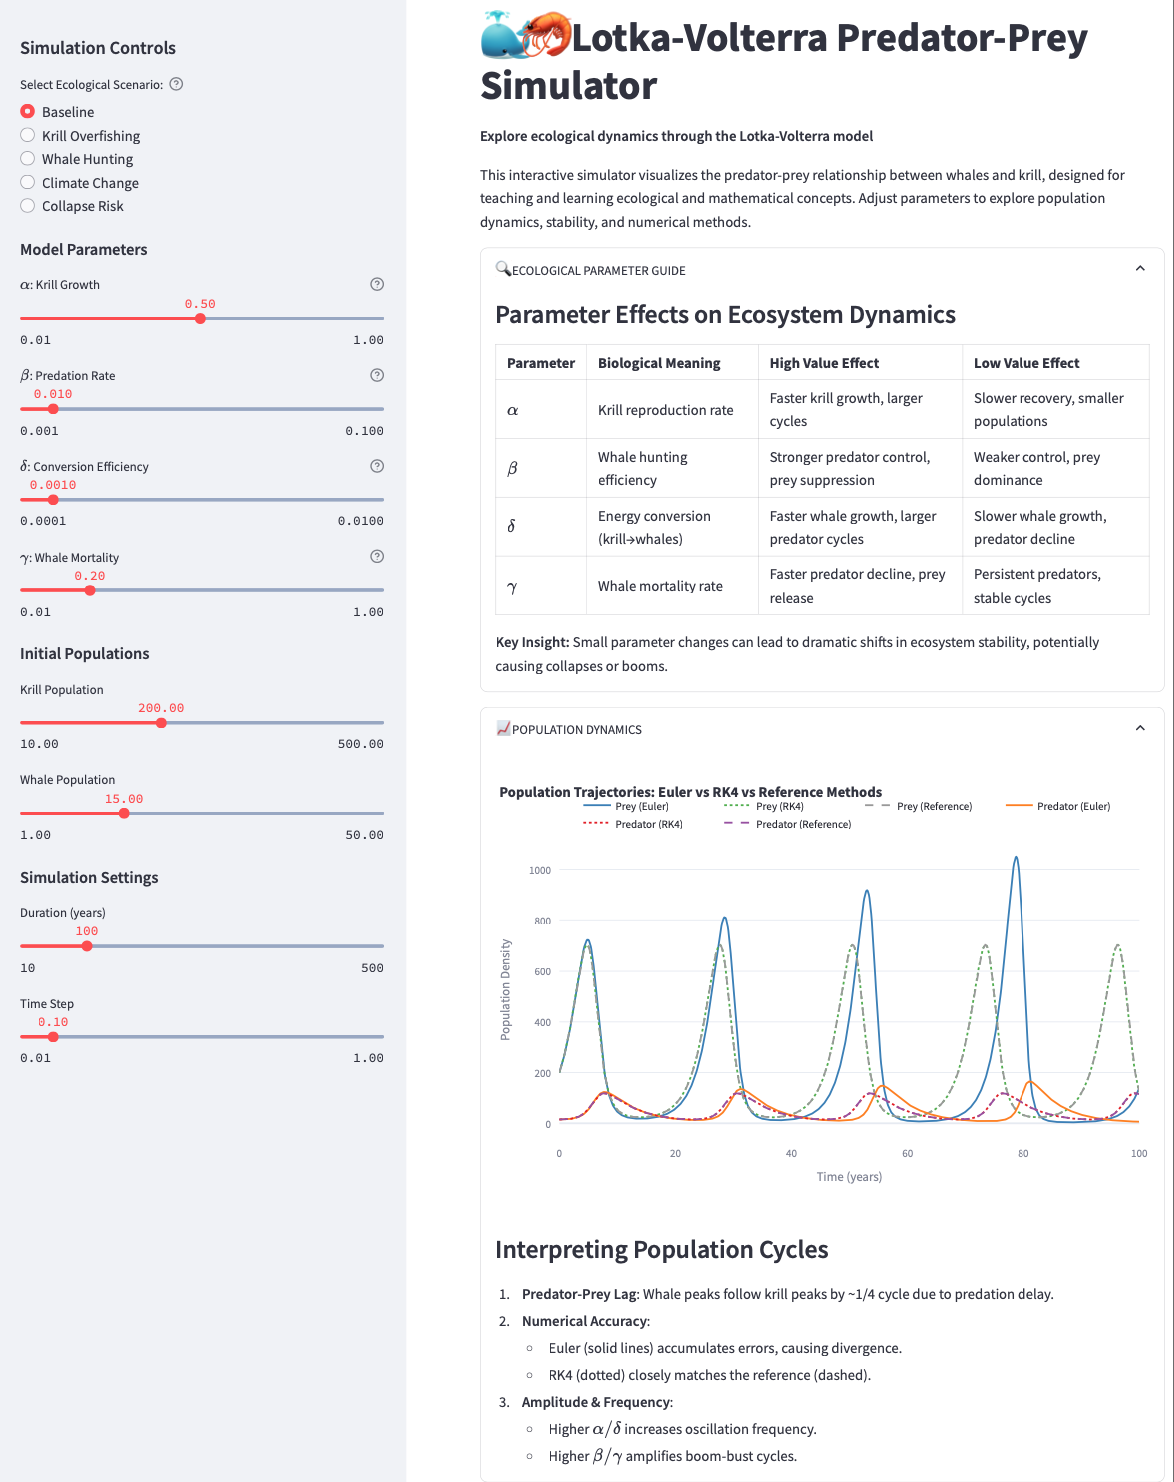 Simulation Controls
Select Ecological Scenario:
Baseline
Krill Overfishing
Whale Hunting
Climate Change
Collapse Risk
Model Parameters
α: Krill Growth
0.50
0.01 1.00
β: Predation Rate
0.010
0.001 0.100
δ: Conversion Efficiency
0.0010
0.0001 0.0100
γ: Whale Mortality
0.20
0.01 1.00
Initial Populations
Krill Population
200.00
10.00 500.00
Whale Population
15.00
1.00 50.00
Simulation Settings
Duration (years)
100
10 500
Time Step
0.10
0.01 1.00
Lotka-Volterra Predator-Prey
Simulator
Explore ecological dynamics through the Lotka-Volterra model
This interactive simulator visualizes the predator-prey relationship between whales and krill, designed for
teaching and learning ecological and mathematical concepts. Adjust parameters to explore population
dynamics, stability, and numerical methods.
ECOLOGICAL PARAMETER GUIDE
Parameter Effects on Ecosystem Dynamics
Parameter Biological Meaning High Value Effect Low Value Effect
α Krill reproduction rate Faster krill growth, larger cycles Slower recovery, smaller populations
β Whale hunting efficiency Stronger predator control, prey suppression Weaker control, prey dominance
δ Energy conversion (krill→whales) Faster whale growth, larger predator cycles Slower whale growth, predator decline
γ Whale mortality rate Faster predator decline, prey release Persistent predators, stable cycles
Key Insight: Small parameter changes can lead to dramatic shifts in ecosystem stability, potentially
causing collapses or booms.
POPULATION DYNAMICS
Population Trajectories: Euler vs RK4 vs Reference Methods
Prey (Euler) Prey (RK4) Prey (Reference) Predator (Euler)
Predator (RK4) Predator (Reference)
1000
800
600
400
200
0
Population Density
0 20 40 60 80 100
Time (years)
Interpreting Population Cycles
1. Predator-Prey Lag: Whale peaks follow krill peaks by ~1/4 cycle due to predation delay.
2. Numerical Accuracy:
Euler (solid lines) accumulates errors, causing divergence.
RK4 (dotted) closely matches the reference (dashed).
3. Amplitude & Frequency:
Higher α/δ increases oscillation frequency.
Higher β/γ amplifies boom-bust cycles.